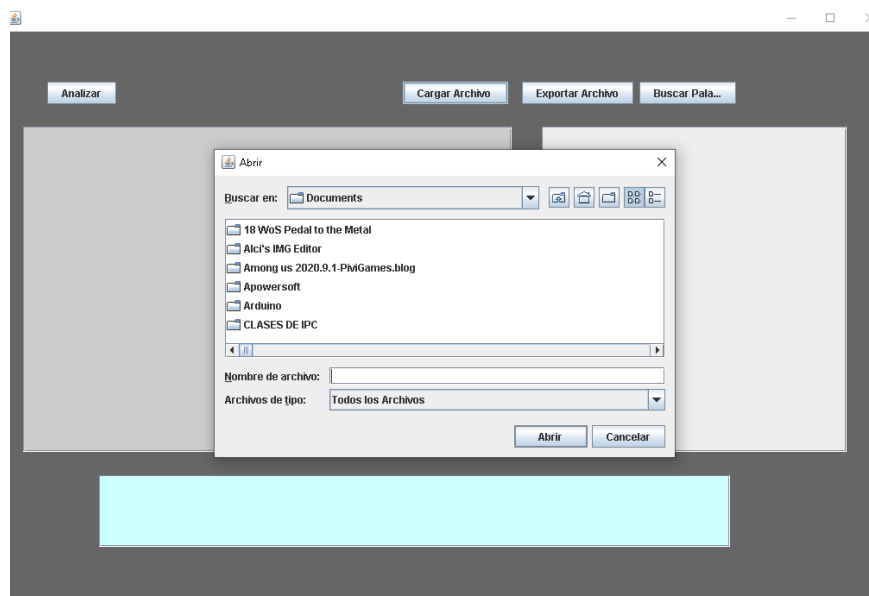 Analizar
Cargar Archivo
Exportar Archivo
Buscar Pala...
Abrir
Buscar en:
Documents
18 WoS Pedal to the Metal
Alci's IMG Editor
Among us 2020.9.1-PiviGames.blog
Apowersoft
Arduino
CLASES DE IPC
Nombre de archivo:
Archivos de tipo:
Todos los Archivos
Abrir
Cancelar